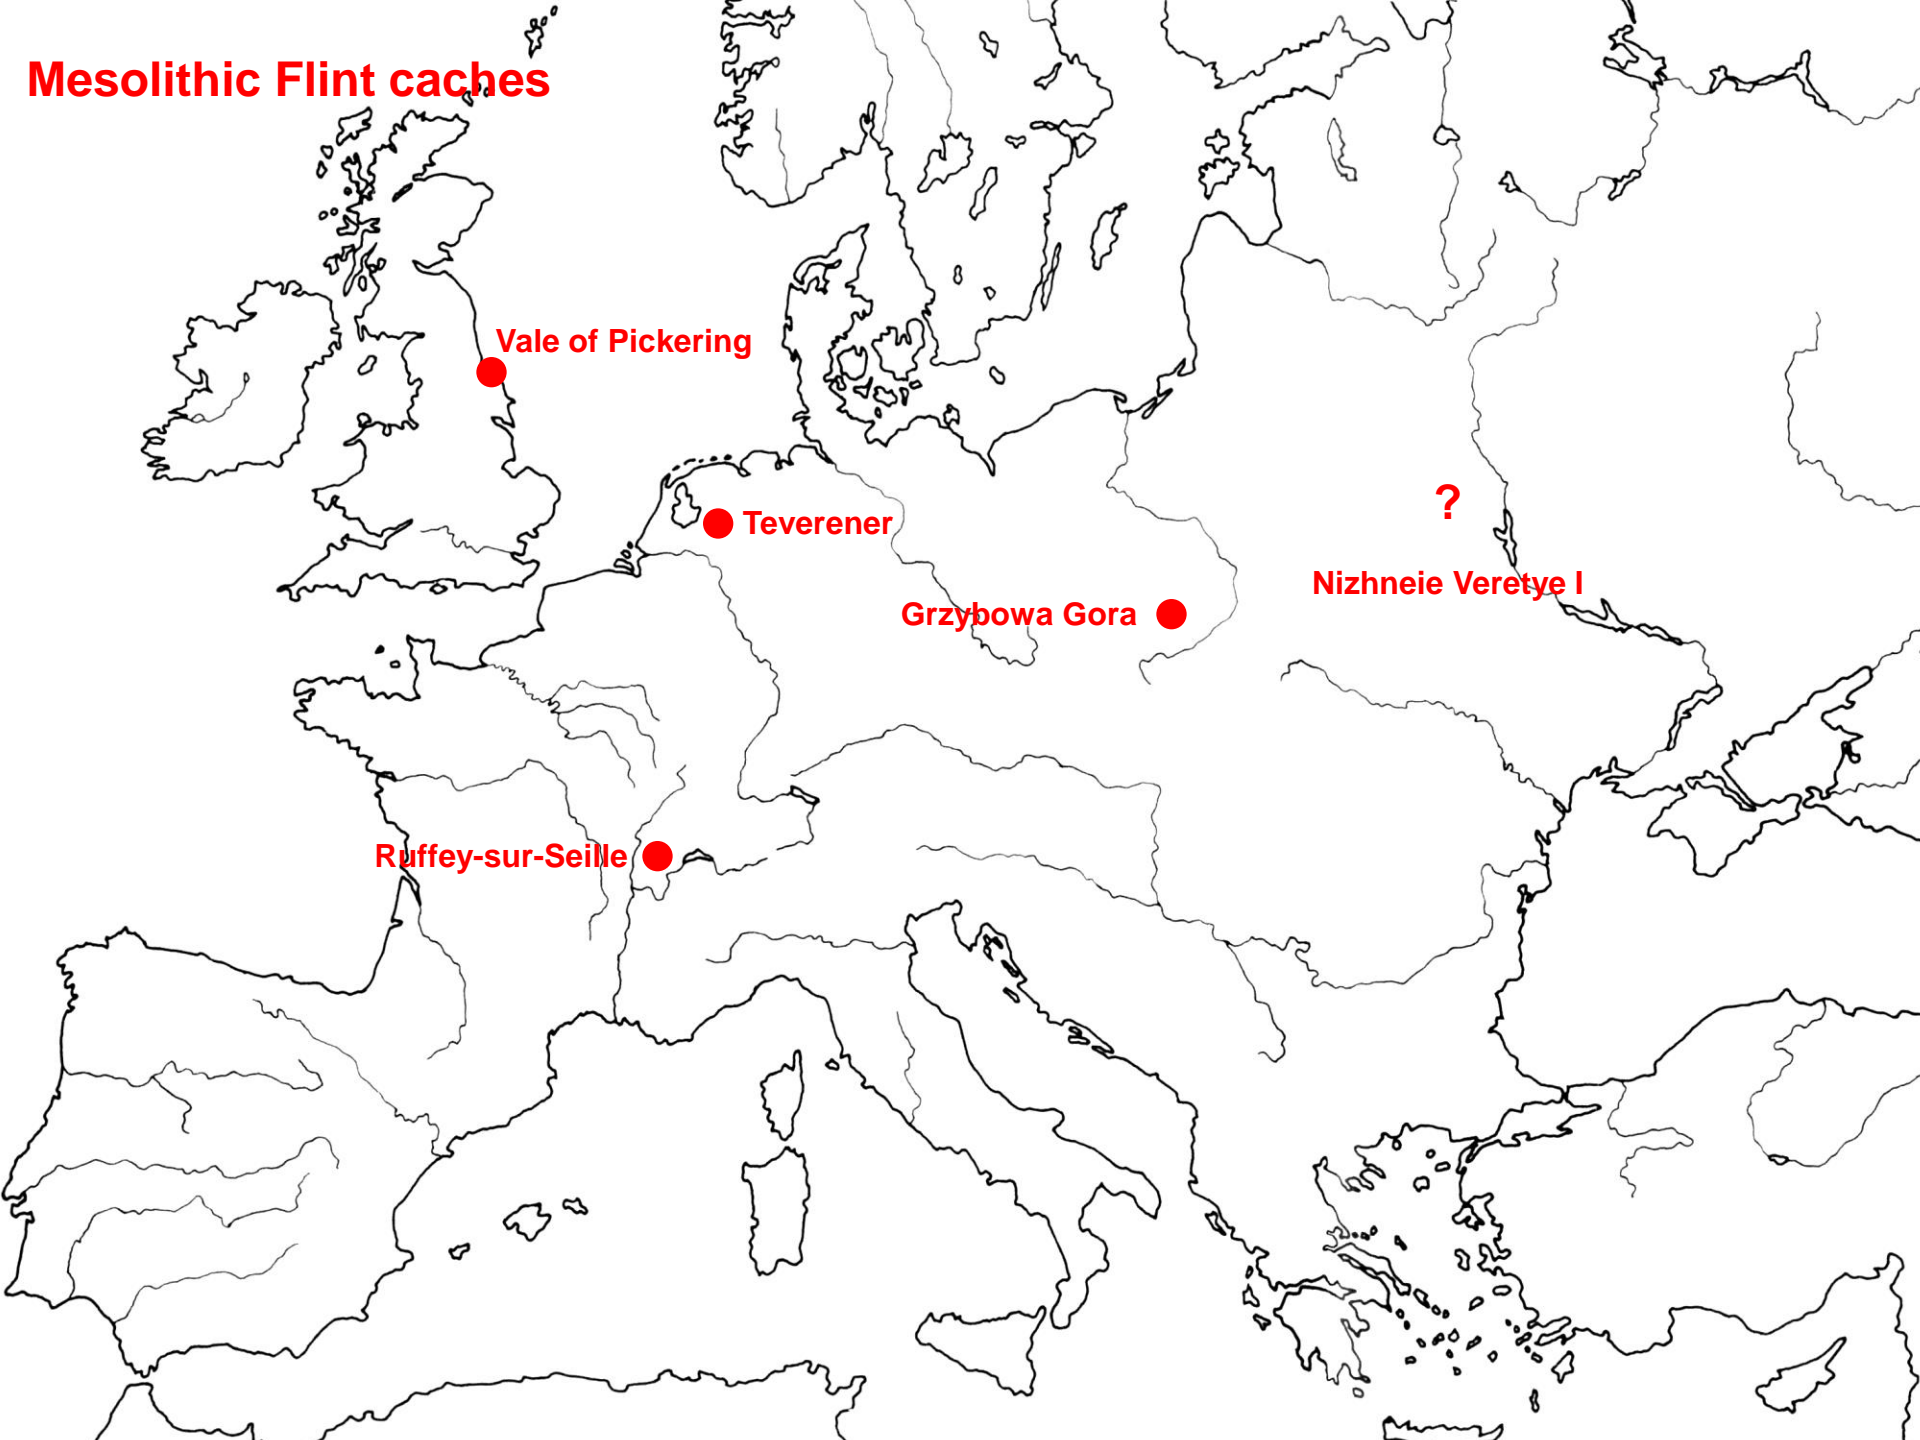 Mesolithic Flint caches
Vale of Pickering
?
Teverener
Nizhneie Veretye I
Grzybowa Gora
Ruffey-sur-Seille